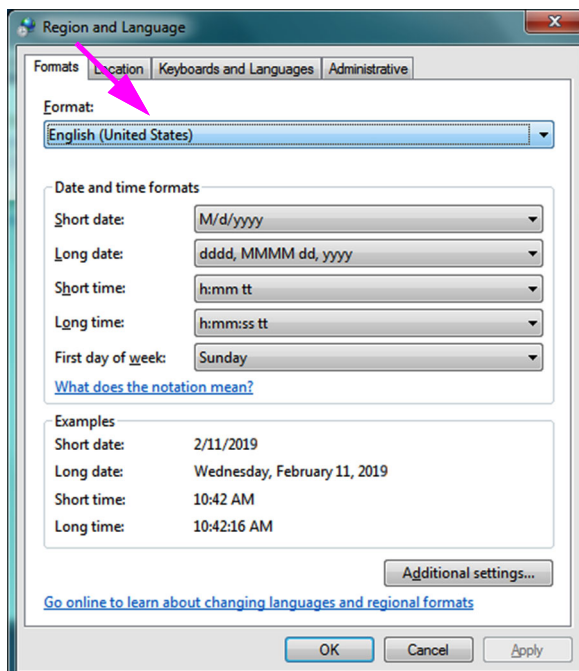 Region and Language
Formats Location Keyboards and Languages Administrative
Format:
English (United States)
Date and time formats
Short date: M/d/yyyy
Long date: dddd, MMMM dd, yyyy
Short time: h:mm tt
Long time: h:mm:ss tt
First day of week: Sunday
What does the notation mean?
Examples
Short date: 2/11/2019
Long date: Wednesday, February 11, 2019
Short time: 10:42 AM
Long time: 10:42:16 AM
Additional settings...
Go online to learn about changing languages and regional formats
OK Cancel Apply